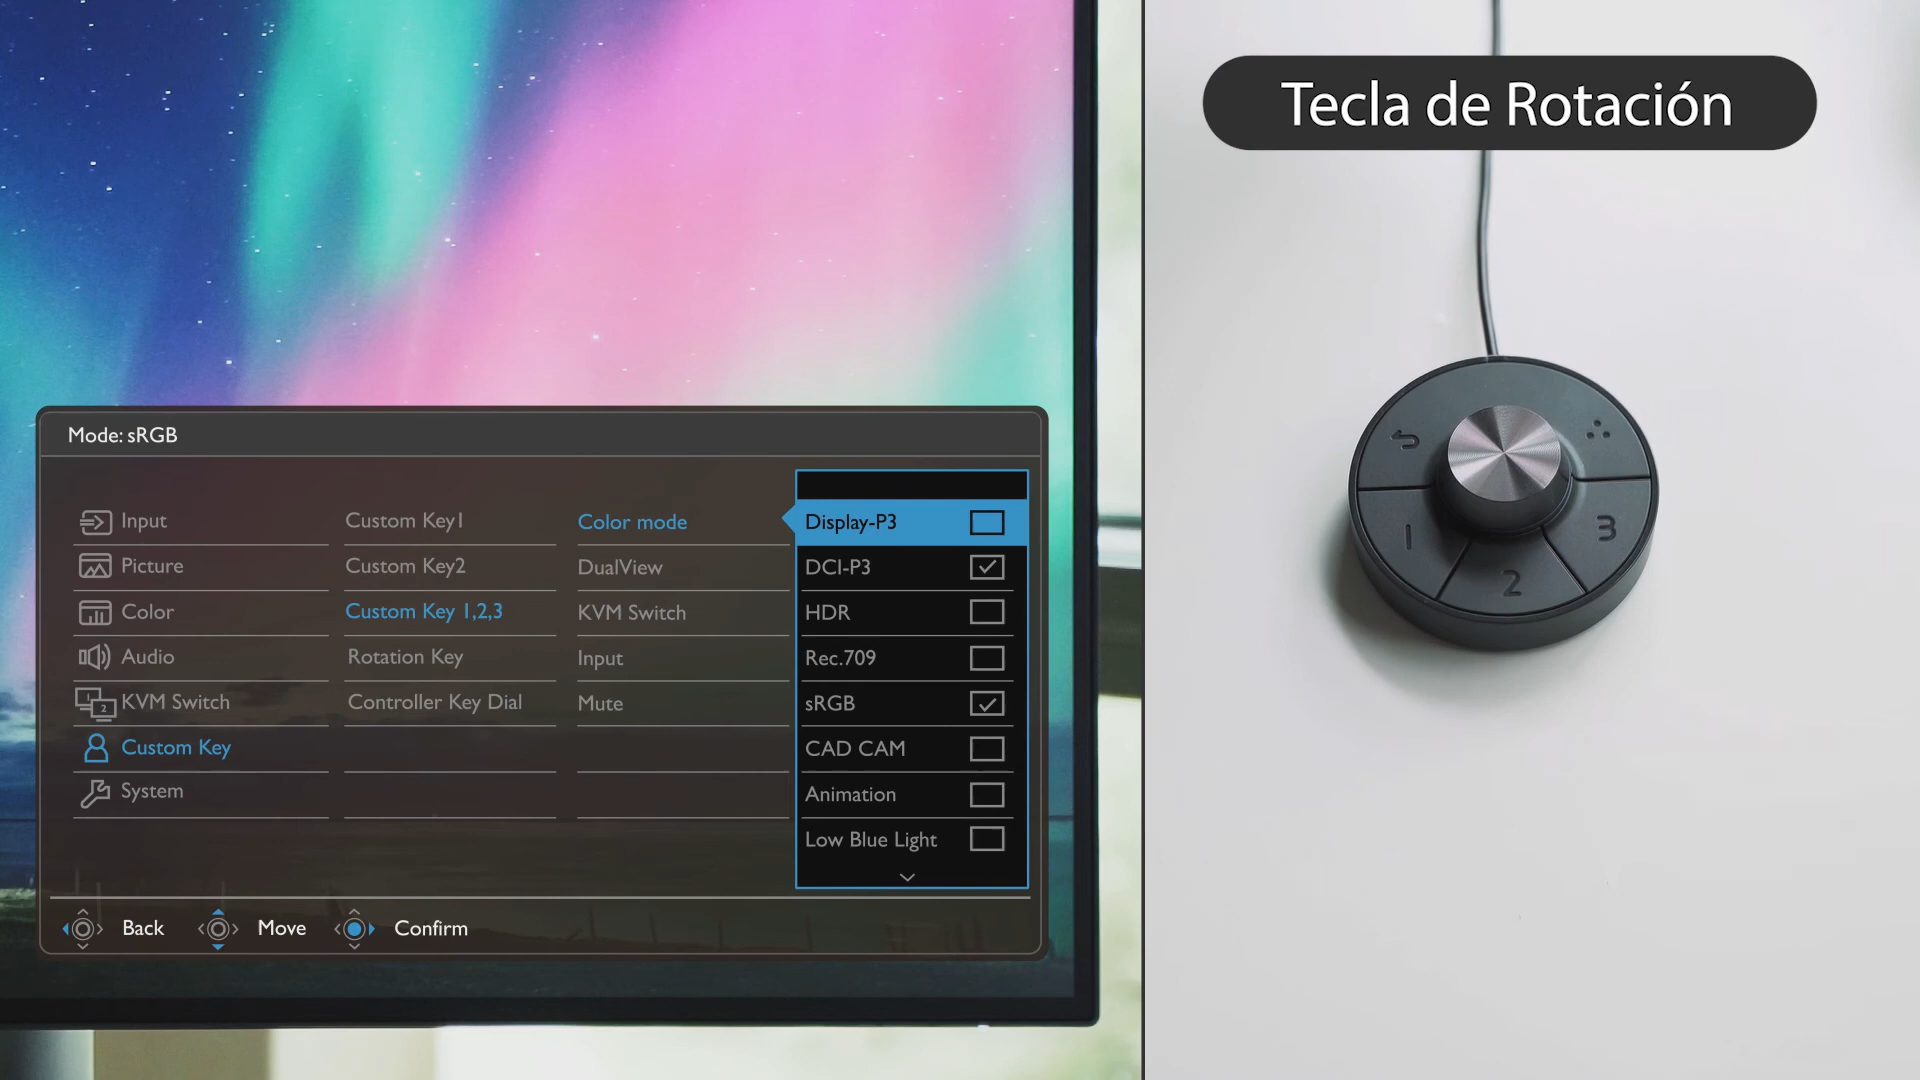 Tecla de Rotación
Mode: sRGB
Input
Picture
Color
Audio
1
2
KVM Switch
Custom Key
System
Custom Key1
Custom Key2
Custom Key 1,2,3
Rotation Key
Controller Key Dial
Color mode
DualView
KVM Switch
Input
Mute
Display-P3
DCI-P3
HDR
Rec.709
sRGB
CAD CAM
Animation
Low Blue Light
Back
Move
Confirm
1
2
3